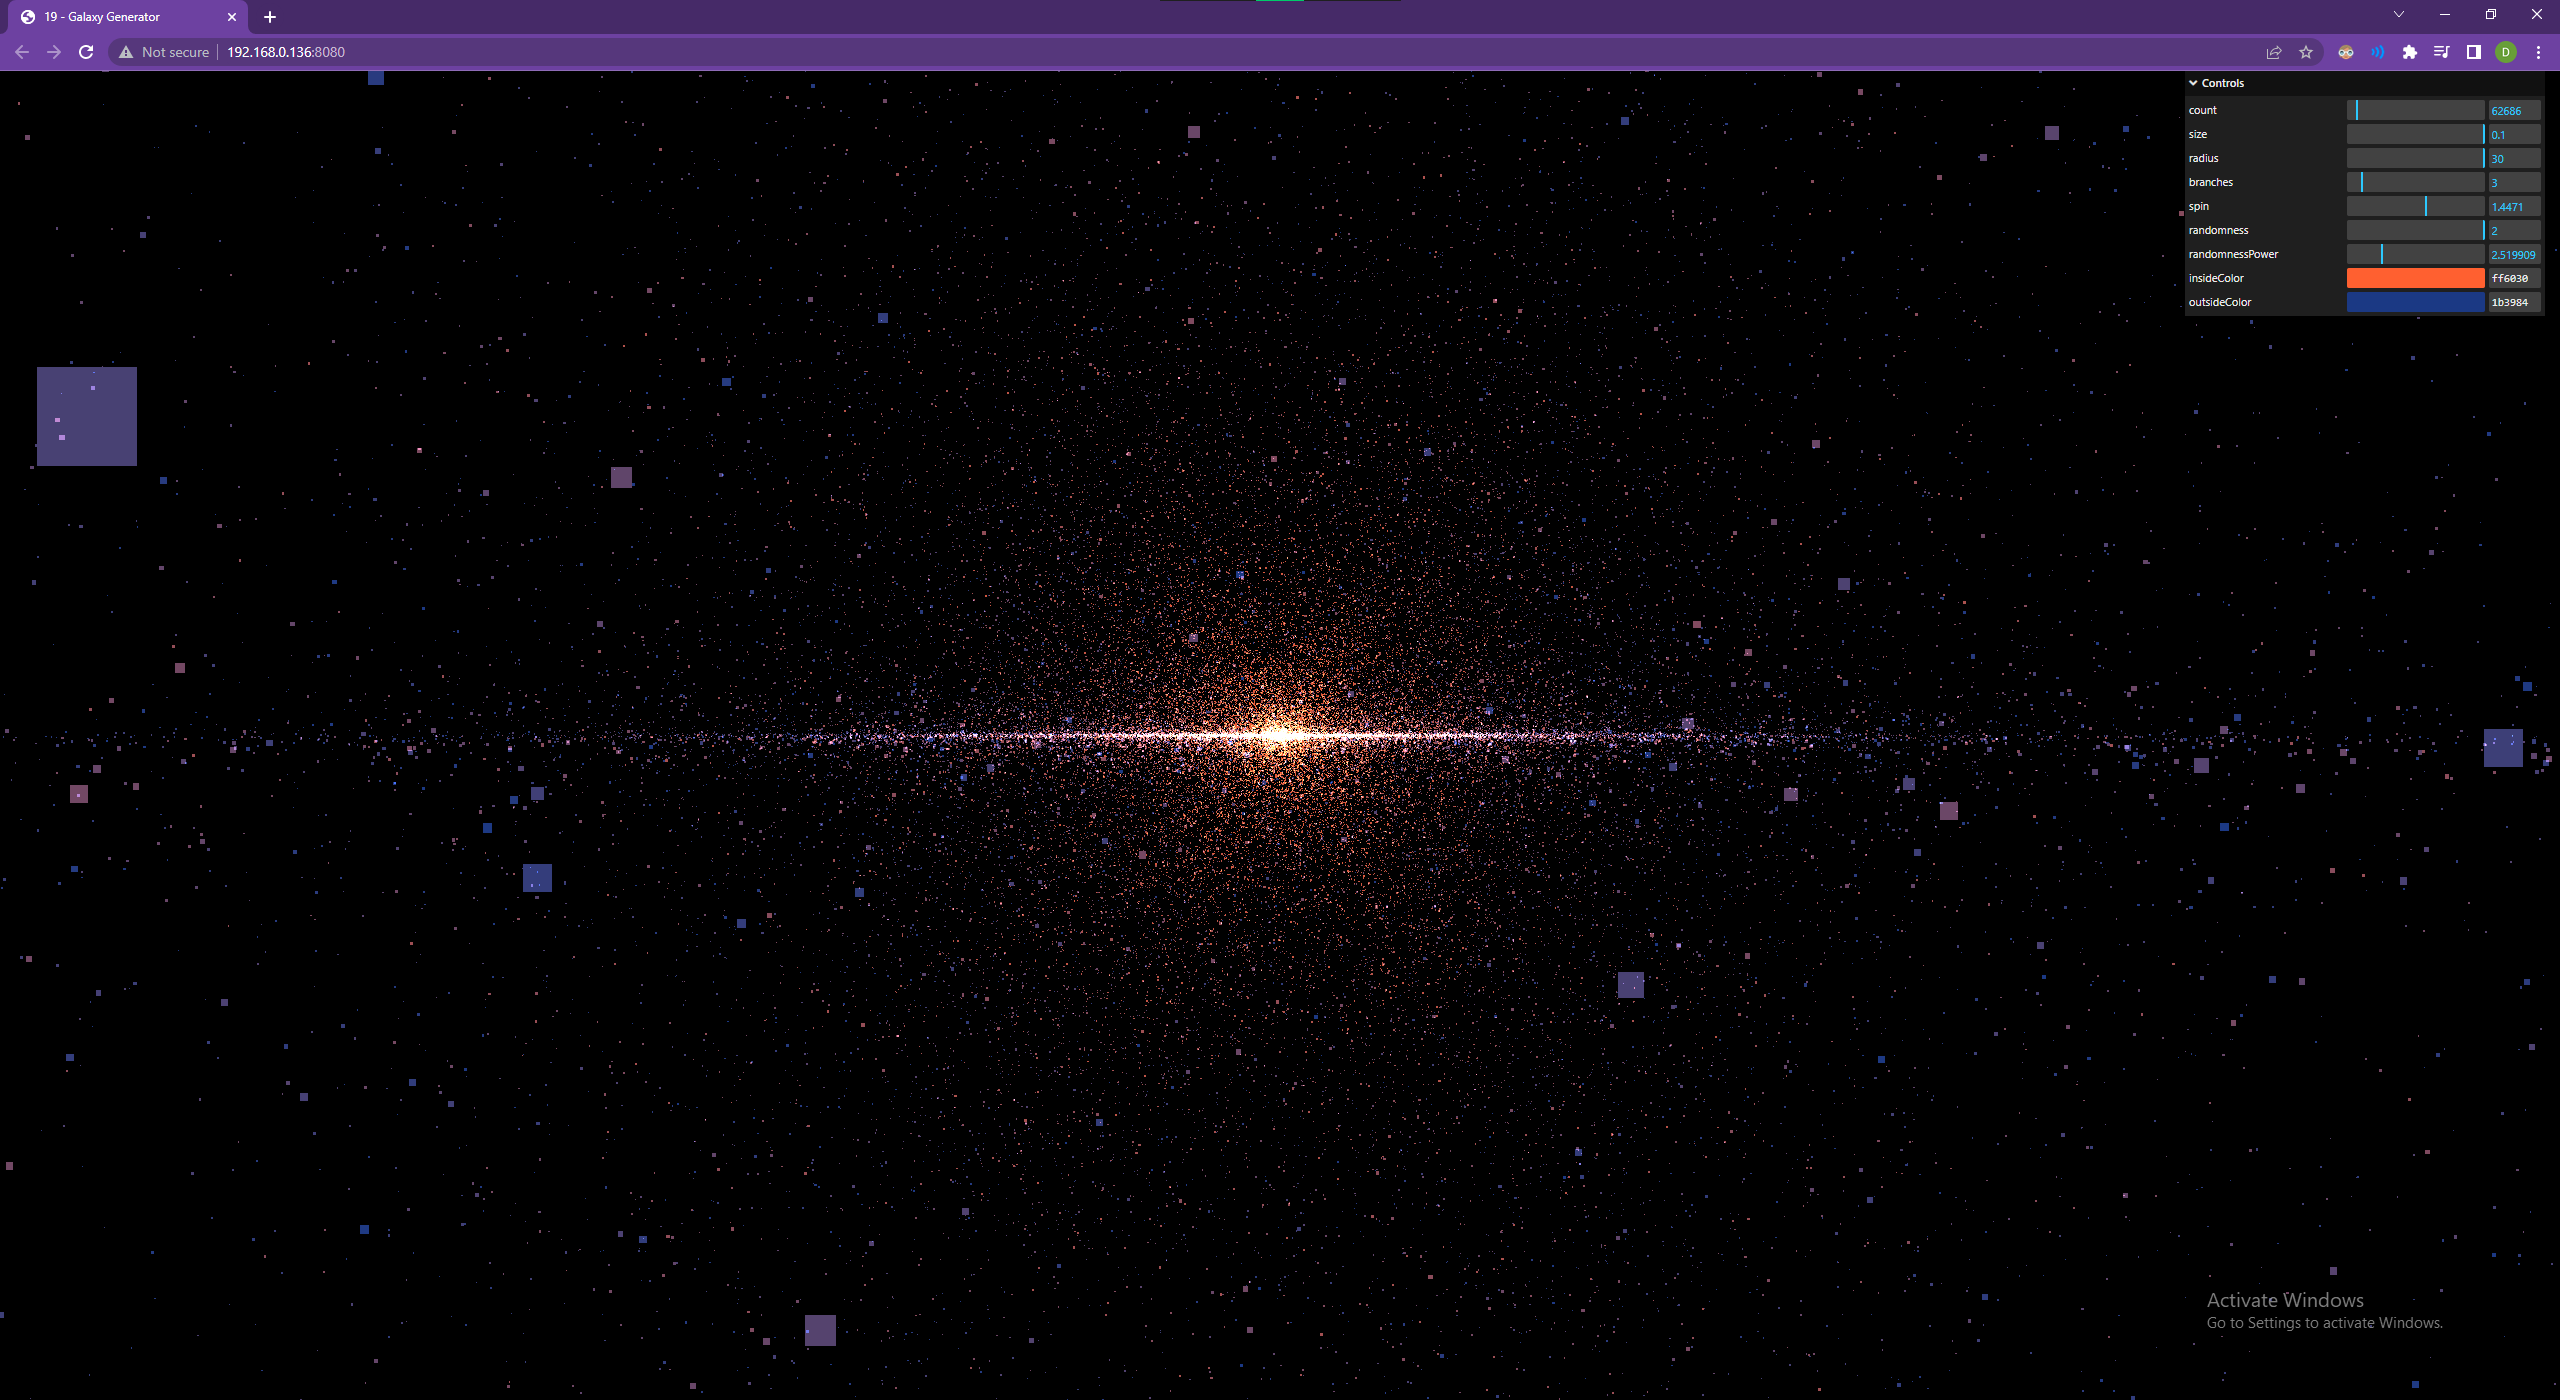 19 - Galaxy Generator
Not secure
192.168.0.136:8080
D
Controls
count 62686
size 0.1
radius 30
branches 3
spin 1.4471
randomness 2
randomnessPower 2.519909
insideColor ff6030
outsideColor 1b3984
Activate Windows
Go to Settings to activate Windows.